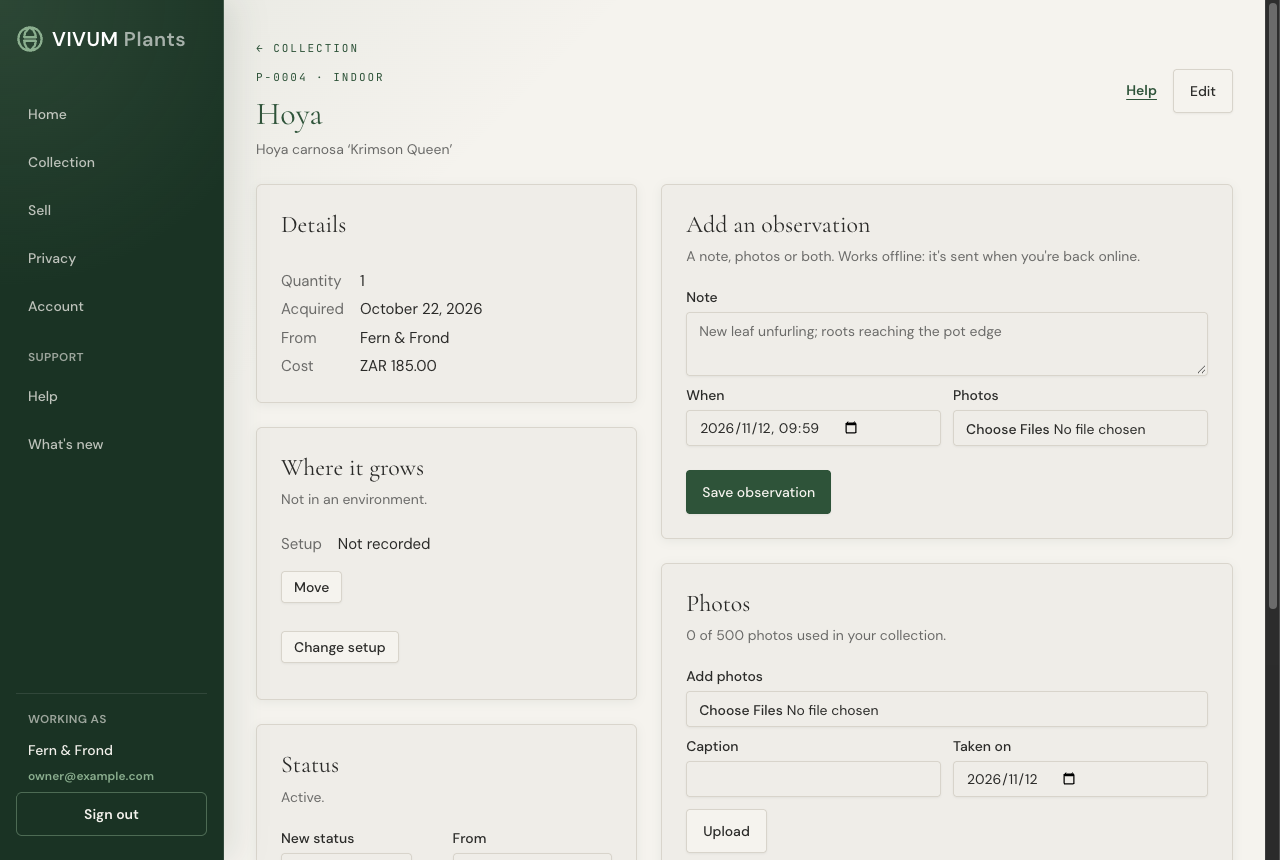 VIVUM Plants
Home
Collection
Sell
Privacy
Account
SUPPORT
Help
What's new
WORKING AS
Fern & Frond
owner@example.com
Sign out
← COLLECTION
P-0004 · INDOOR
Hoya
Hoya carnosa ‘Krimson Queen’
Help
Edit
Details
Quantity 1
Acquired October 22, 2026
From Fern & Frond
Cost ZAR 185.00
Where it grows
Not in an environment.
Setup Not recorded
Move
Change setup
Status
Active.
New status From
Add an observation
A note, photos or both. Works offline: it's sent when you're back online.
Note
New leaf unfurling; roots reaching the pot edge
When Photos
2026/11/12, 09:59 Choose Files No file chosen
Save observation
Photos
0 of 500 photos used in your collection.
Add photos
Choose Files No file chosen
Caption Taken on
2026/11/12
Upload